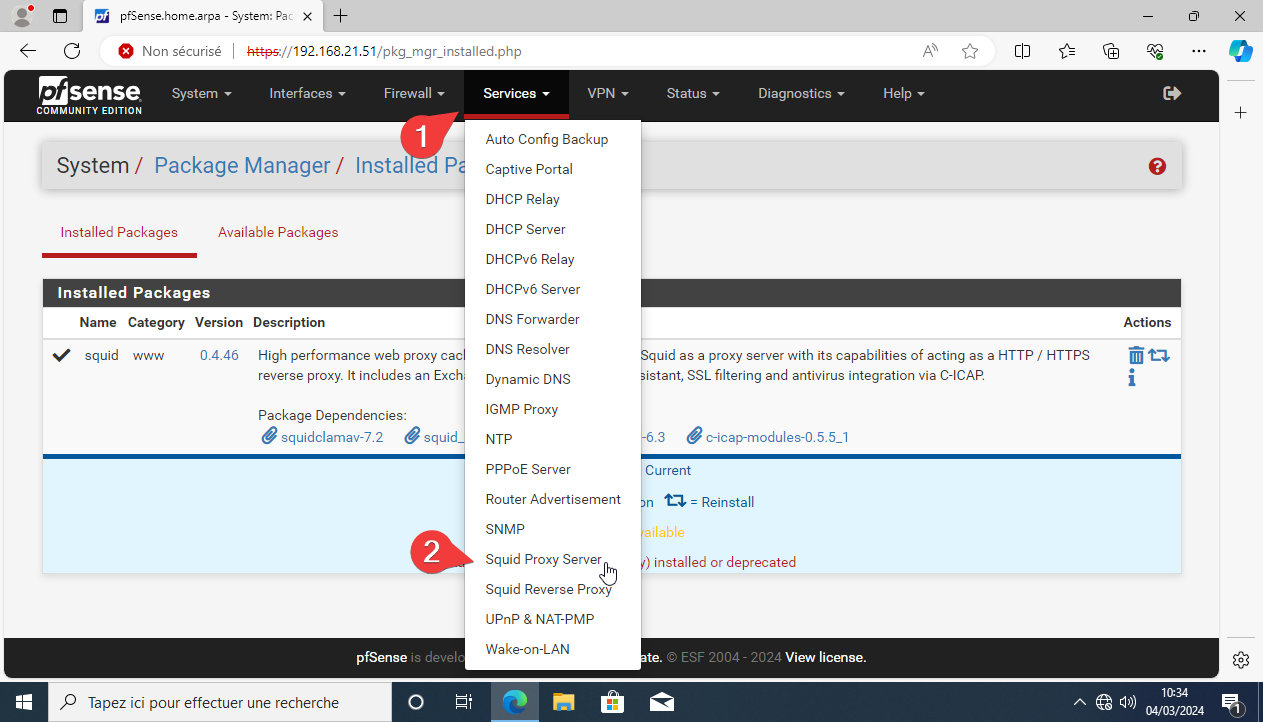 pfSense.home.arpa - System: Pac
Non sécurisé
https://192.168.21.51/pkg_mgr_installed.php
pfsense
COMMUNITY EDITION
System
Interfaces
Firewall
Services
VPN
Status
Diagnostics
Help
1
System / Package Manager / Installed Pa
Installed Packages
Available Packages
Auto Config Backup
Captive Portal
DHCP Relay
DHCP Server
DHCPv6 Relay
DHCPv6 Server
DNS Forwarder
DNS Resolver
Dynamic DNS
IGMP Proxy
NTP
PPPoE Server
Router Advertisement
SNMP
2
Squid Proxy Server
Squid Reverse Proxy
UPnP & NAT-PMP
Wake-on-LAN
Installed Packages
Name Category Version Description Actions
squid www 0.4.46 High performance web proxy cac Squid as a proxy server with its capabilities of acting as a HTTP / HTTPS
reverse proxy. It includes an Excha sistant, SSL filtering and antivirus integration via C-ICAP.
Package Dependencies:
squidclamav-7.2 squid_ -6.3 c-icap-modules-0.5.5_1
Current
on = Reinstall
vailable
y) installed or deprecated
pfSense is develo ate. © ESF 2004 - 2024 View license.
Tapez ici pour effectuer une recherche
10:34
04/03/2024
1